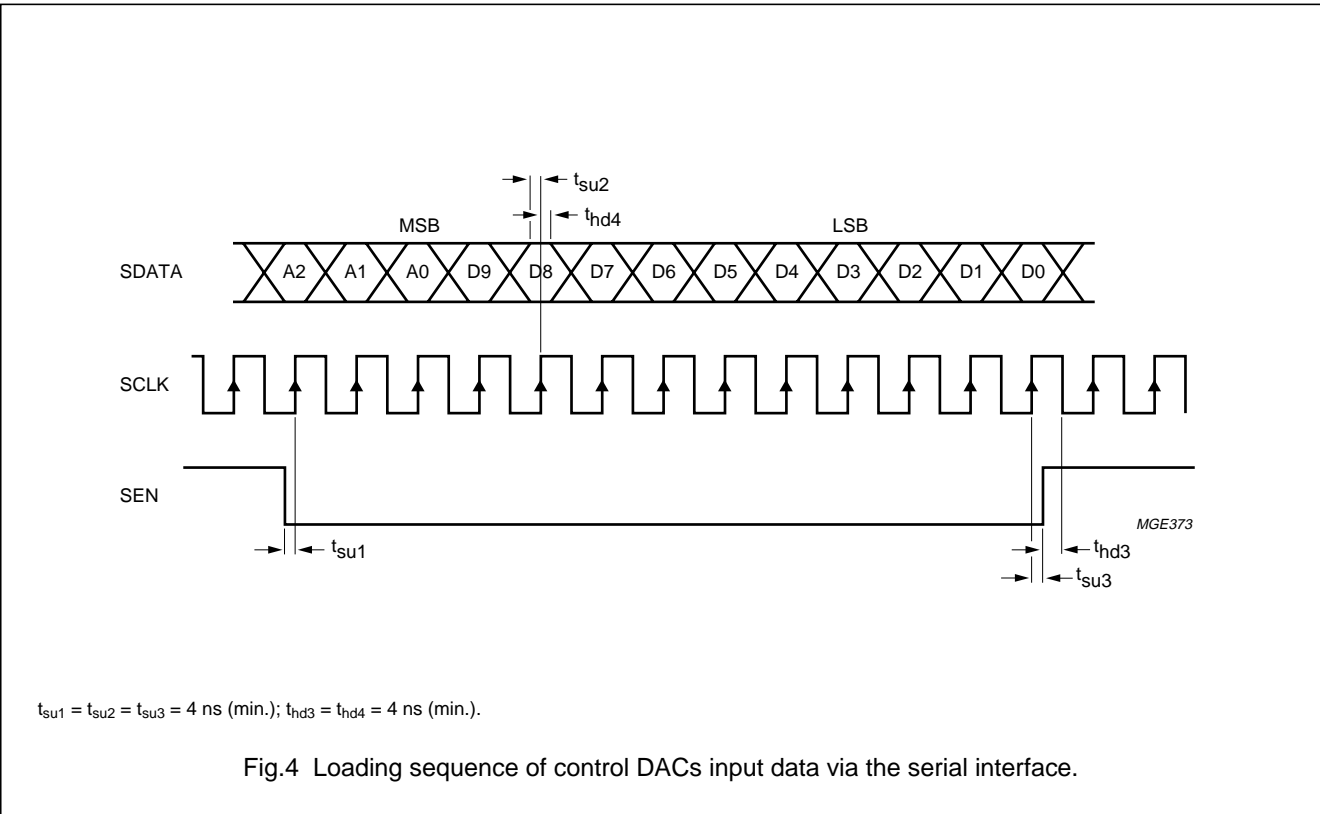 tsu2
thd4
MSB LSB
SDATA A2 A1 A0 D9 D8 D7 D6 D5 D4 D3 D2 D1 D0
SCLK
SEN
MGE373
tsu1 thd3
tsu3
tsu1 = tsu2 = tsu3 = 4 ns (min.); thd3 = thd4 = 4 ns (min.).
Fig.4 Loading sequence of control DACs input data via the serial interface.